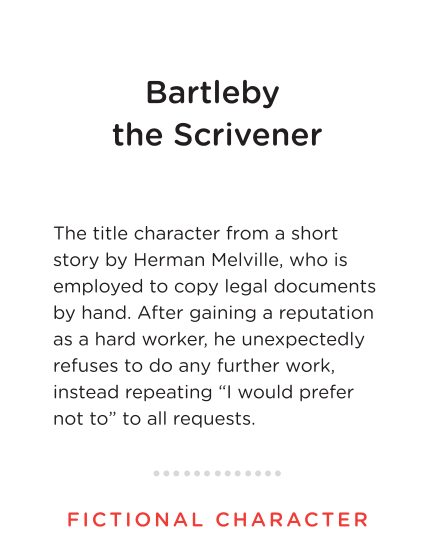 Bartleby
the Scrivener
The title character from a short
story by Herman Melville, who is
employed to copy legal documents
by hand. After gaining a reputation
as a hard worker, he unexpectedly
refuses to do any further work,
instead repeating “I would prefer
not to” to all requests.
FICTIONAL CHARACTER